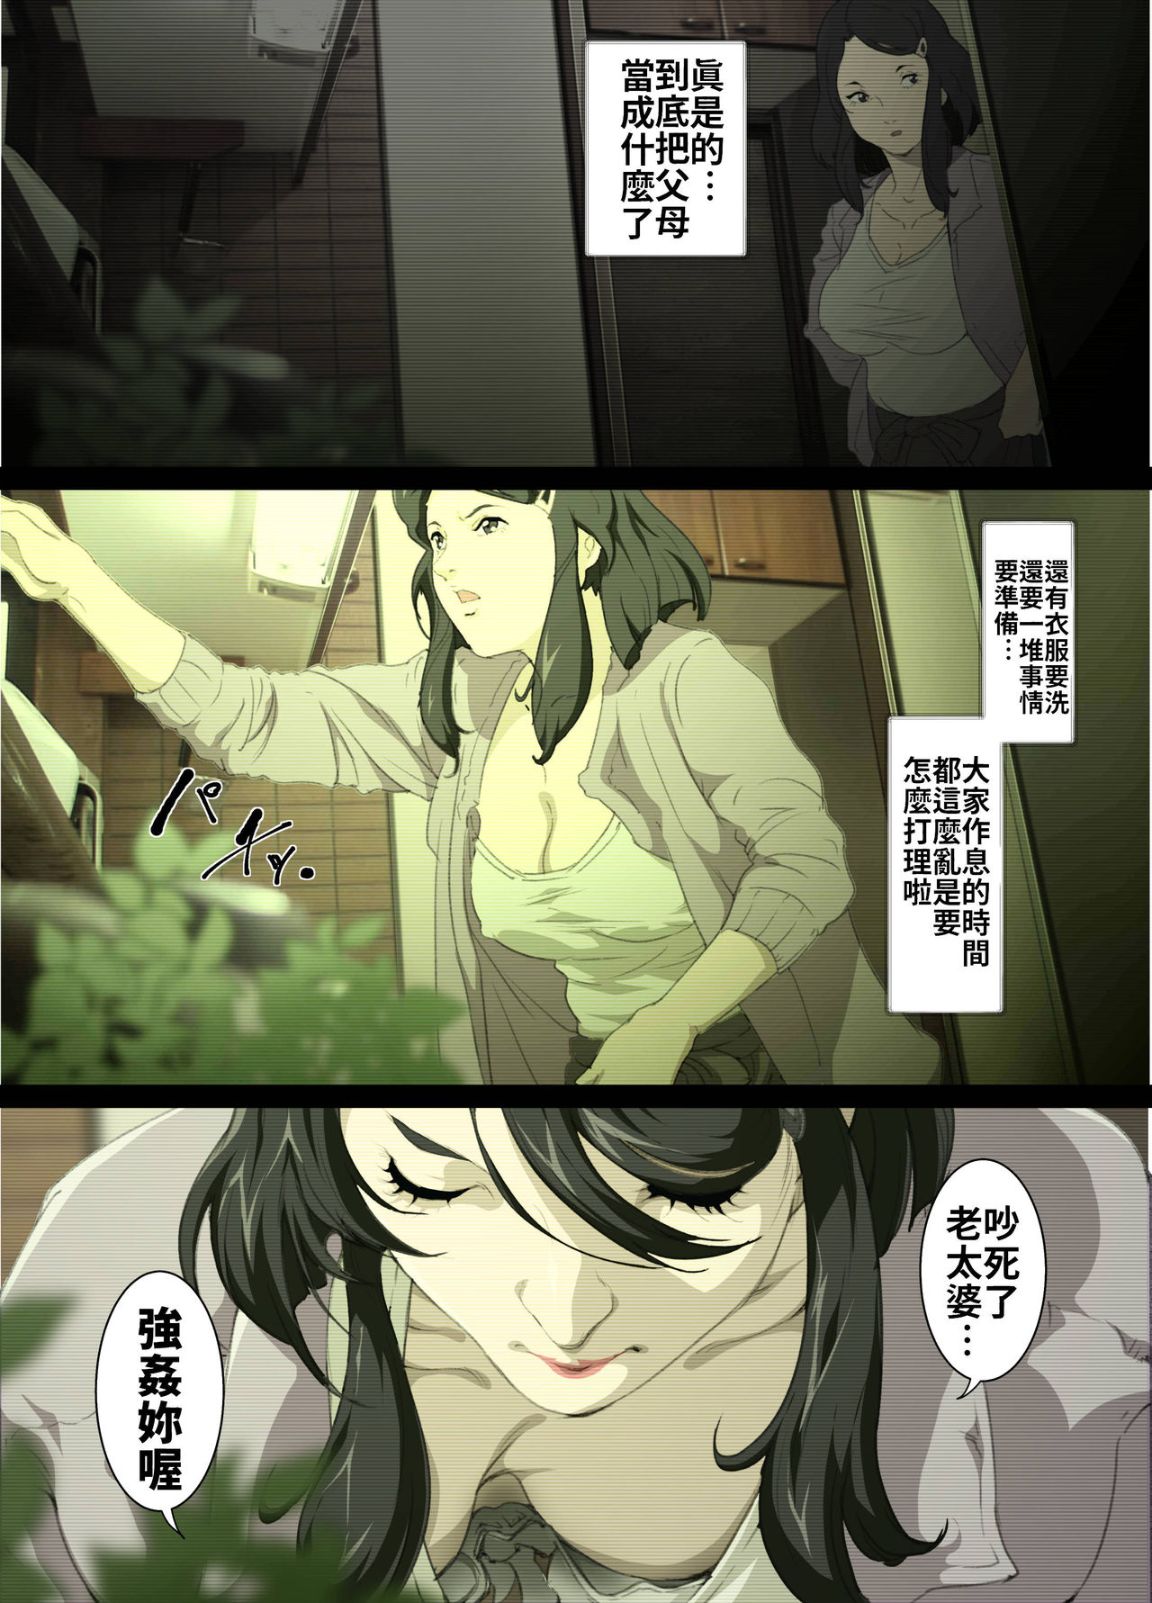 眞是的…
到底把父母
當成什麼了
還有衣服要洗
還要一堆事情
要準備…
大家作息的時間
都這麼亂是要
怎麼打理啦
パチッ。
吵死了
老太婆…
強姦妳喔